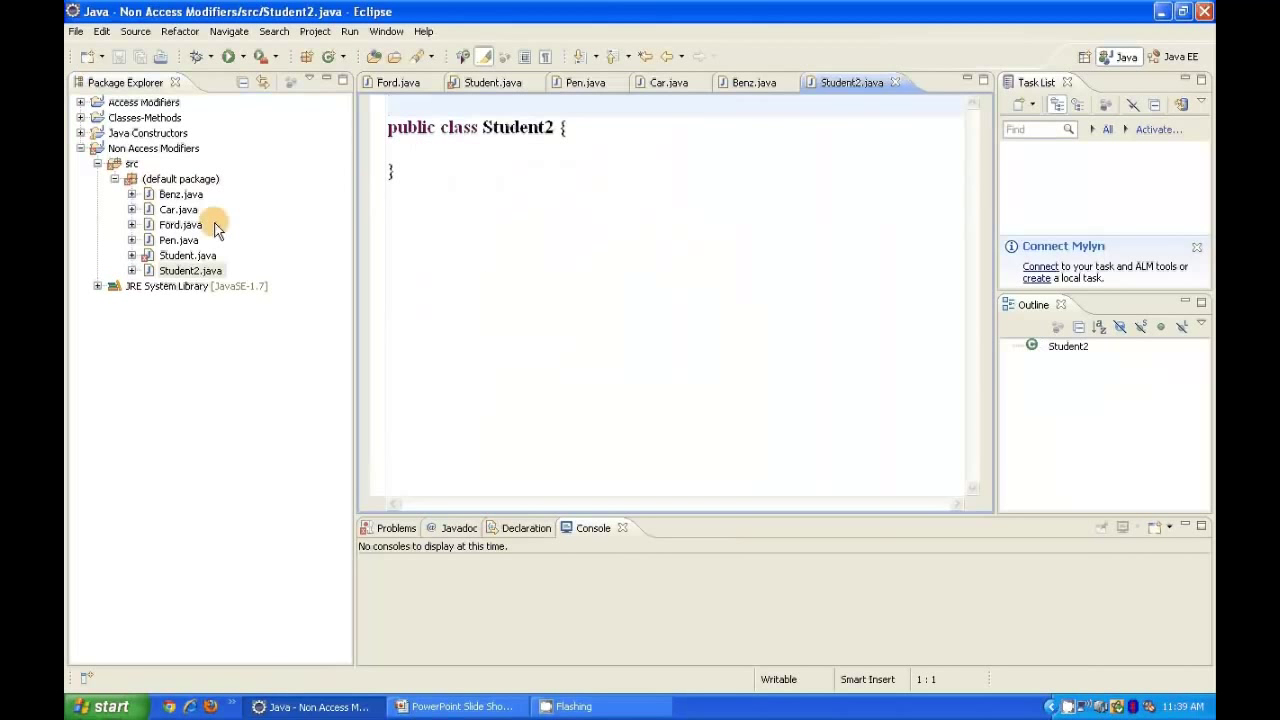 Java - Non Access Modifiers/src/Student2.java - Eclipse
File Edit Source Refactor Navigate Search Project Run Window Help
Java Java EE
Package Explorer
Ford.java Student.java Pen.java Car.java Benz.java Student2.java
Task List
Access Modifiers
Classes-Methods
Java Constructors
Non Access Modifiers
src
(default package)
Benz.java
Car.java
Ford.java
Pen.java
Student.java
Student2.java
JRE System Library [JavaSE-1.7]
public class Student2 {
}
Find All Activate...
Connect Mylyn
Connect to your task and ALM tools or
create a local task.
Outline
Student2
Problems @ Javadoc Declaration Console
No consoles to display at this time.
Writable Smart Insert 1 : 1
start Java - Non Access M... PowerPoint Slide Sho... Flashing 11:39 AM